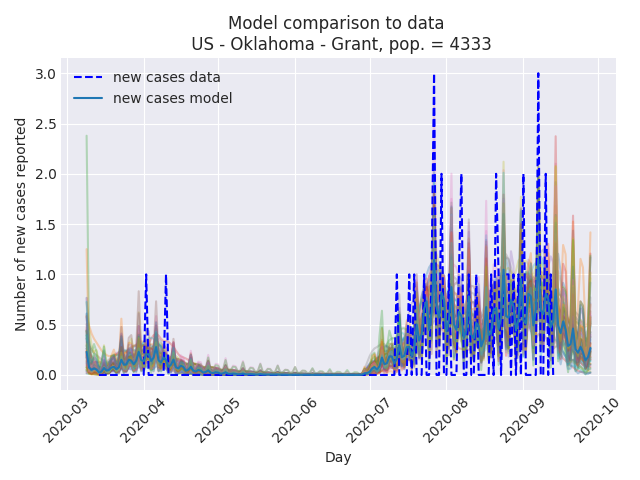 Model comparison to data
US - Oklahoma - Grant, pop. = 4333
new cases data
new cases model
Number of new cases reported
3.0
2.5
2.0
1.5
1.0
0.5
0.0
2020-03
2020-04
2020-05
2020-06
2020-07
2020-08
2020-09
2020-10
Day